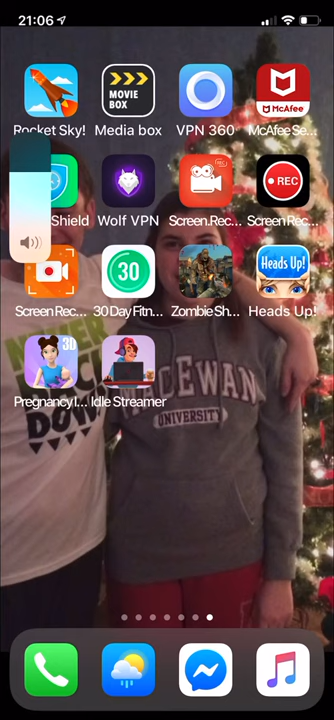 21:06
MOVIE
BOX
McAfee
Rocket Sky!
Media box
VPN 360
McAfee Se...
REC
REC
Shield
Wolf VPN
Screen.Rec...
Screen Rec...
30
Heads Up!
Screen Rec...
30 Day Fitn...
Zombie Sh...
Heads Up!
3D
Pregnancy I...
Idle Streamer
EWAN
UNIVERSITY